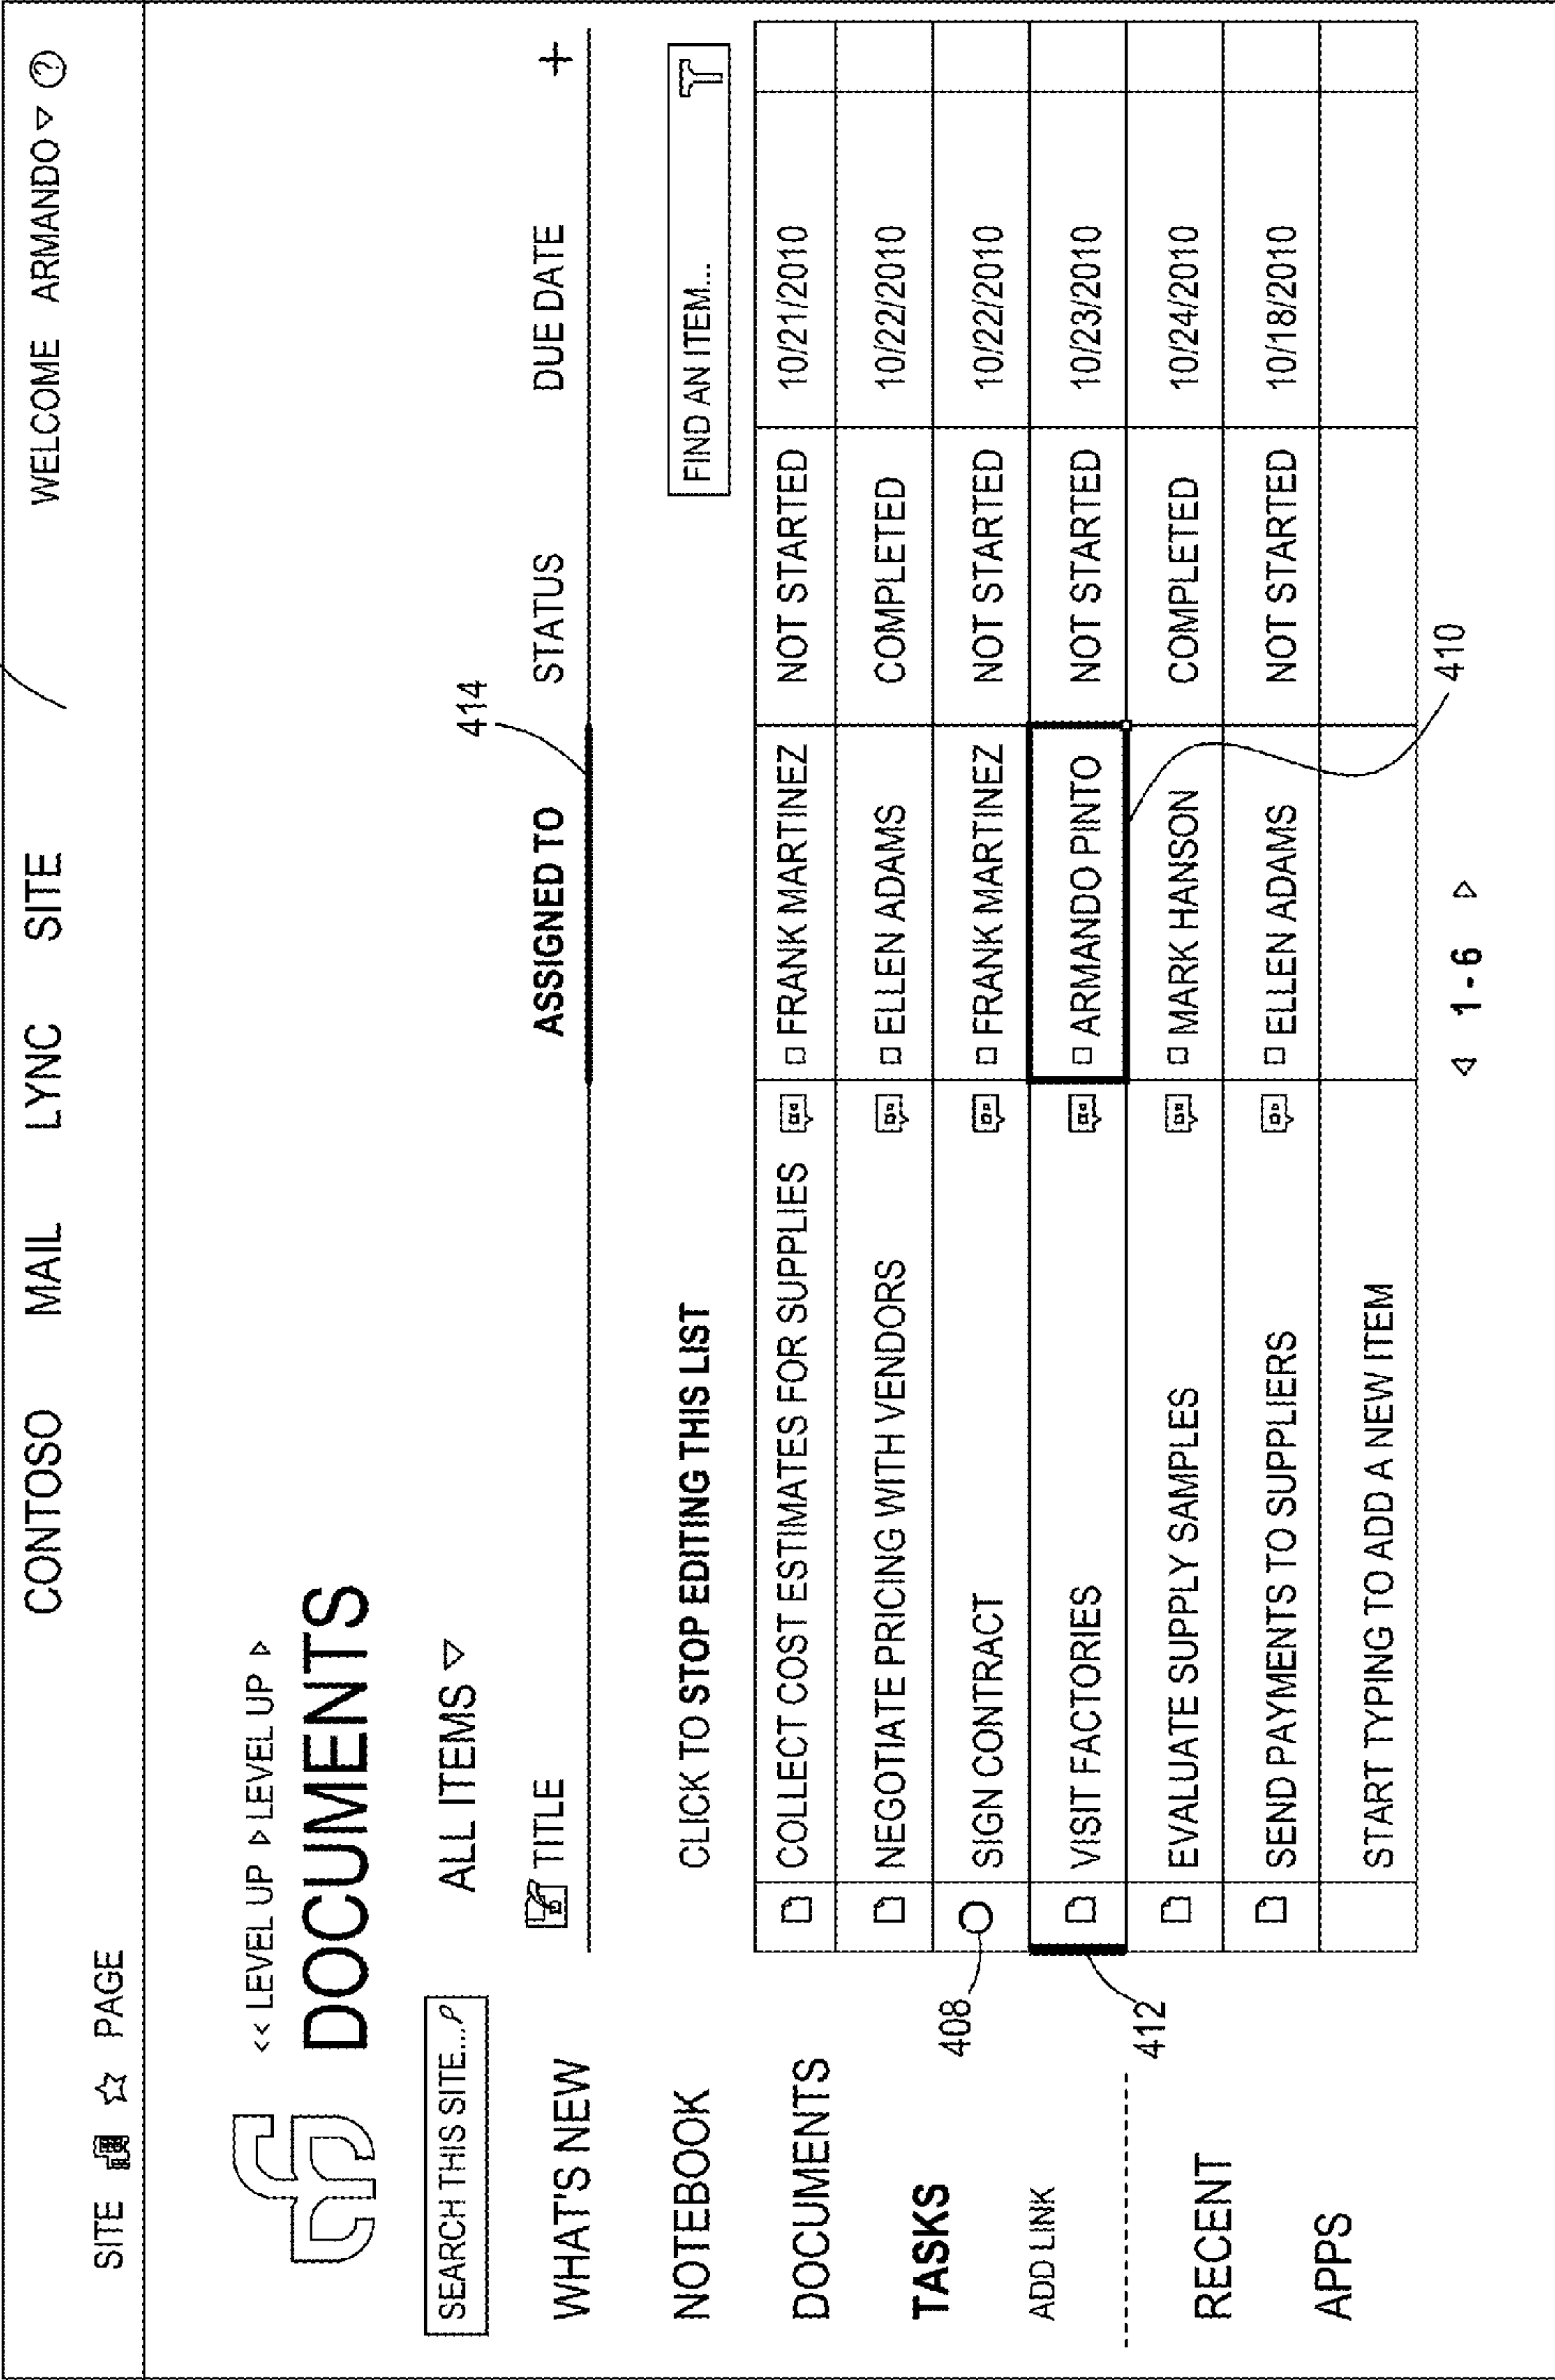 CONTOSO MAIL LYNC SITE WELCOME ARMANDO
SITE PAGE
<< LEVEL UP LEVEL UP
DOCUMENTS
SEARCH THIS SITE...
ALL ITEMS
414
WHAT'S NEW
TITLE ASSIGNED TO STATUS DUE DATE +
NOTEBOOK
CLICK TO STOP EDITING THIS LIST FIND AN ITEM...
DOCUMENTS
COLLECT COST ESTIMATES FOR SUPPLIES FRANK MARTINEZ NOT STARTED 10/21/2010
NEGOTIATE PRICING WITH VENDORS ELLEN ADAMS COMPLETED 10/22/2010
TASKS
408
SIGN CONTRACT FRANK MARTINEZ NOT STARTED 10/22/2010
ADD LINK
VISIT FACTORIES ARMANDO PINTO NOT STARTED 10/23/2010
412
EVALUATE SUPPLY SAMPLES MARK HANSON COMPLETED 10/24/2010
RECENT
SEND PAYMENTS TO SUPPLIERS ELLEN ADAMS NOT STARTED 10/18/2010
APPS
START TYPING TO ADD A NEW ITEM
410
1 - 6